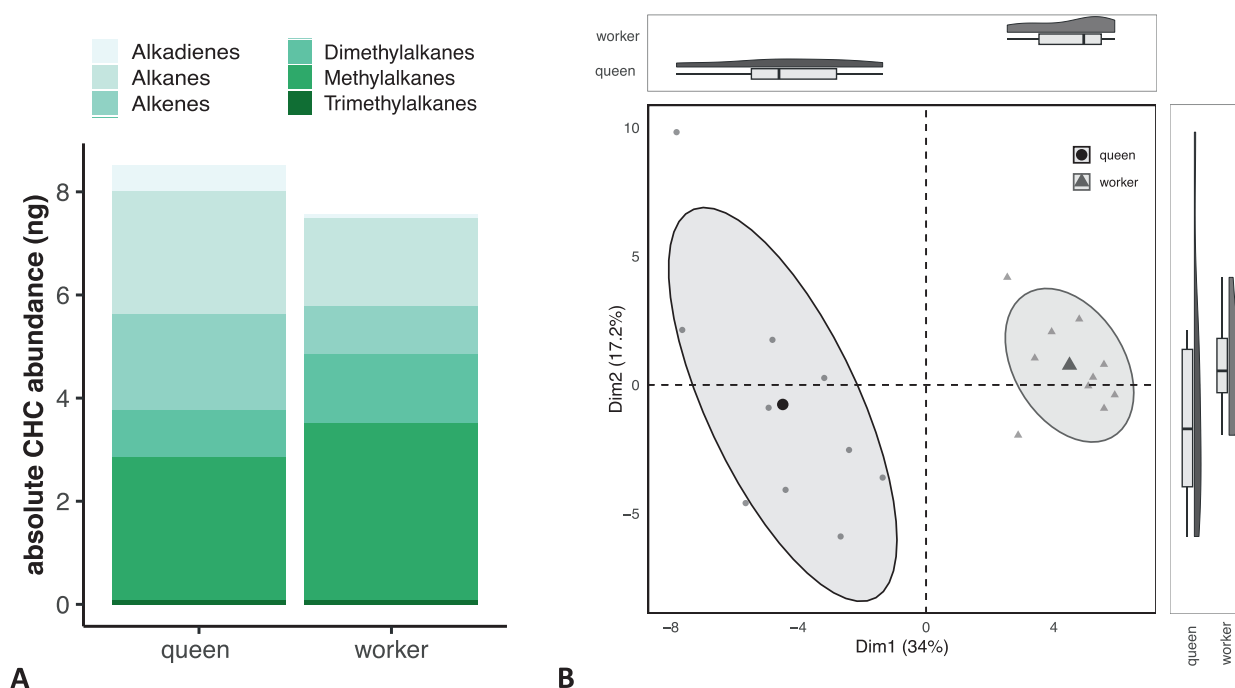 Alkadienes
Alkanes
Alkenes
Dimethylalkanes
Methylalkanes
Trimethylalkanes
absolute CHC abundance (ng)
8
6
4
2
0
queen
worker
A
worker
queen
10
5
0
−5
Dim2 (17.2%)
queen
worker
−8
−4
0
4
Dim1 (34%)
queen
worker
B